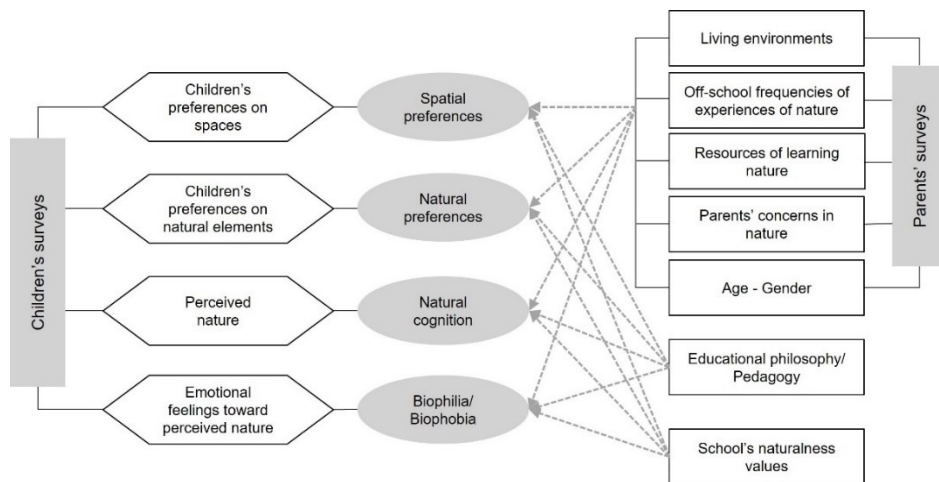 Children's surveys
Children's
preferences on
spaces
Children's
preferences on
natural elements
Perceived
nature
Emotional
feelings toward
perceived nature
Spatial
preferences
Natural
preferences
Natural
cognition
Biophilia/
Biophobia
Living environments
Off-school frequencies of
experiences of nature
Resources of learning
nature
Parents' concerns in
nature
Age - Gender
Educational philosophy/
Pedagogy
School's naturalness
values
Parents' surveys